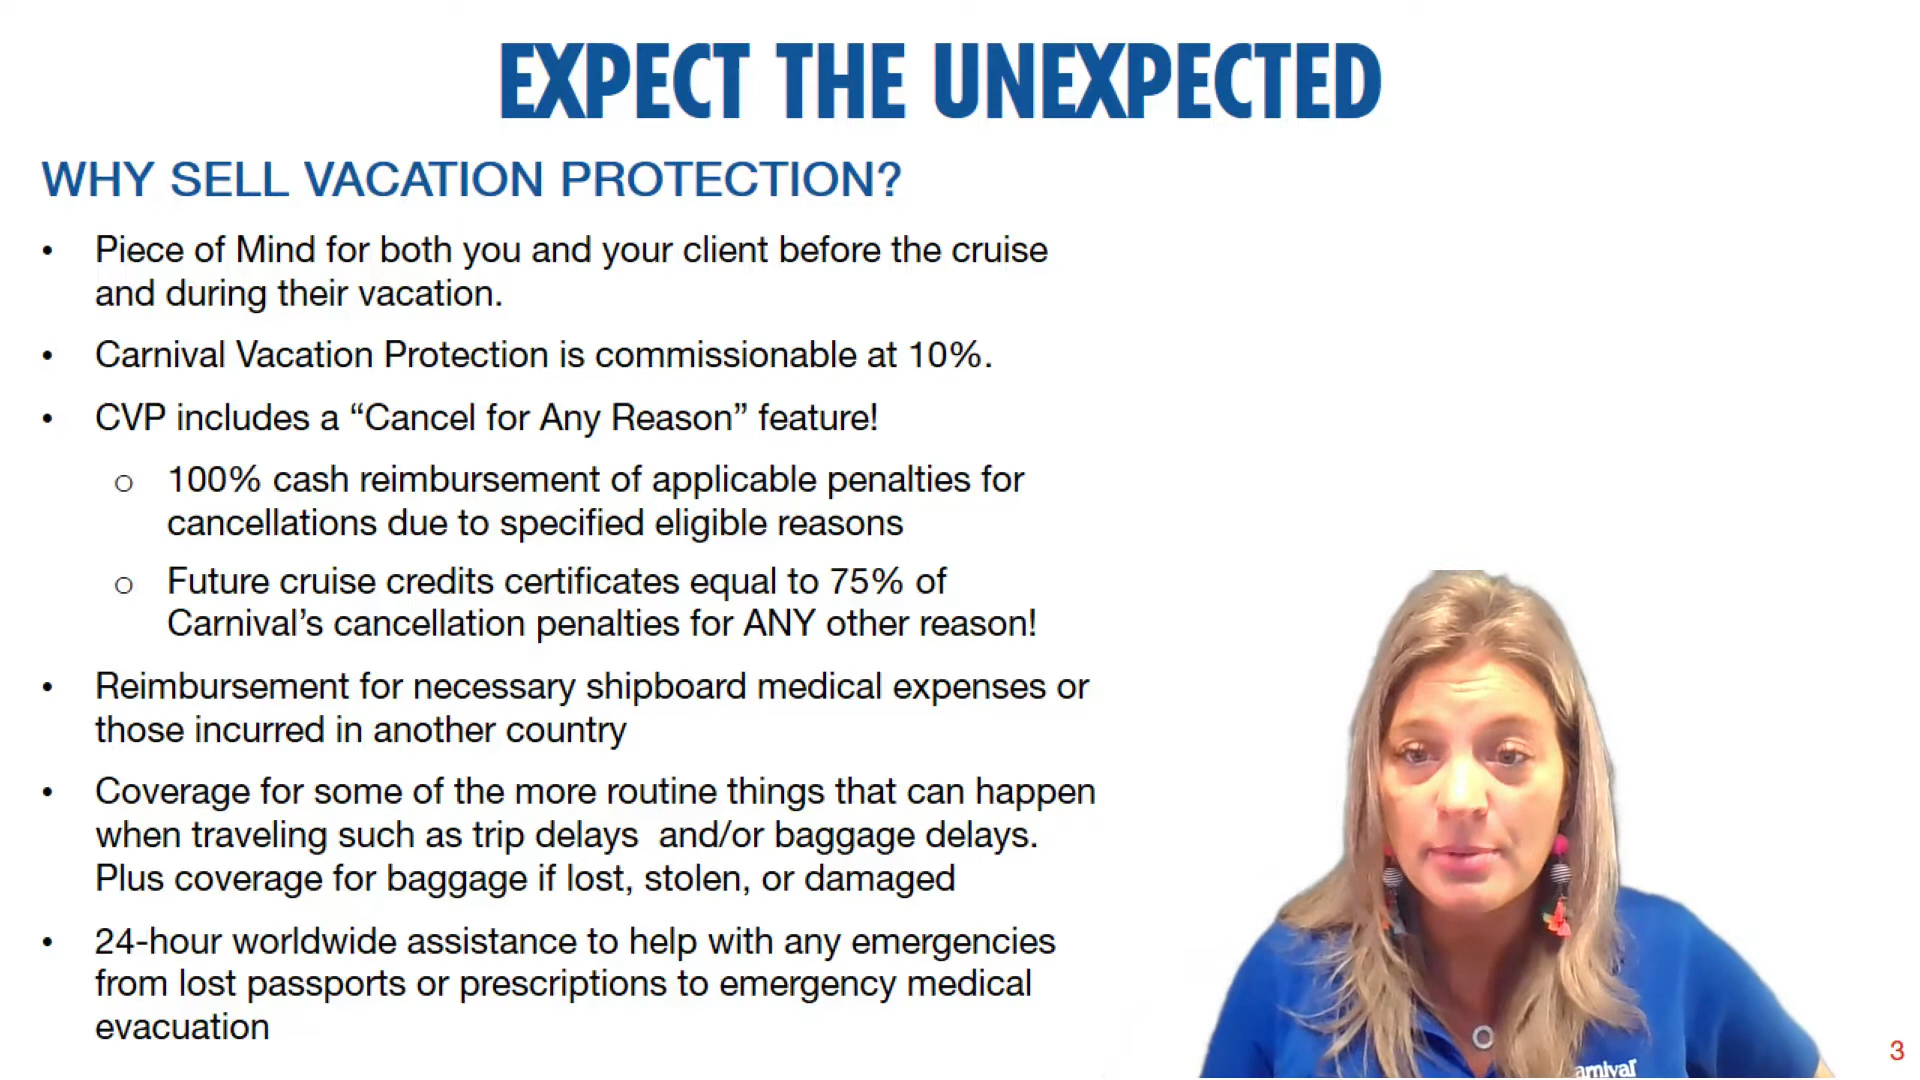 EXPECT THE UNEXPECTED
WHY SELL VACATION PROTECTION?
• Piece of Mind for both you and your client before the cruise
and during their vacation.
• Carnival Vacation Protection is commissionable at 10%.
• CVP includes a “Cancel for Any Reason” feature!
o 100% cash reimbursement of applicable penalties for
cancellations due to specified eligible reasons
o Future cruise credits certificates equal to 75% of
Carnival’s cancellation penalties for ANY other reason!
• Reimbursement for necessary shipboard medical expenses or
those incurred in another country
• Coverage for some of the more routine things that can happen
when traveling such as trip delays  and/or baggage delays.
Plus coverage for baggage if lost, stolen, or damaged
• 24-hour worldwide assistance to help with any emergencies
from lost passports or prescriptions to emergency medical
evacuation
arnival
3